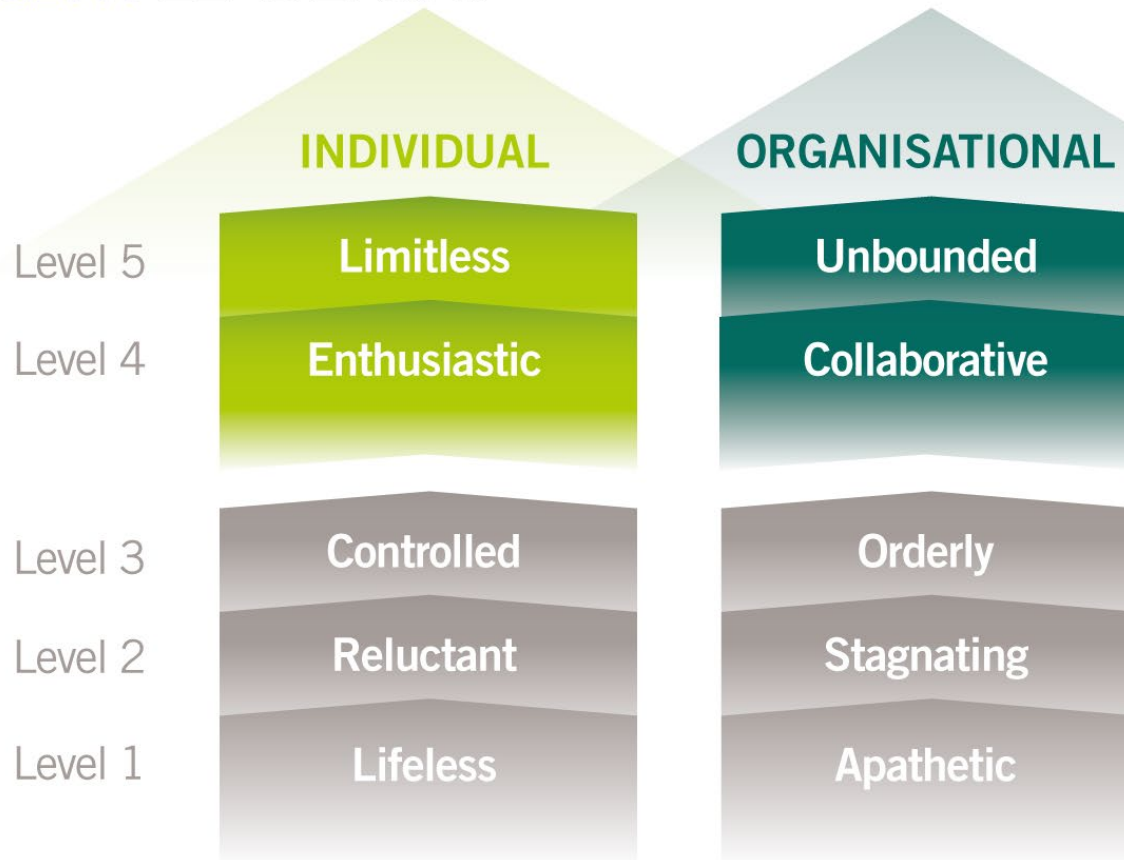 INDIVIDUAL ORGANISATIONAL
Level 5 Limitless Unbounded
Level 4 Enthusiastic Collaborative
Level 3 Controlled Orderly
Level 2 Reluctant Stagnating
Level 1 Lifeless Apathetic